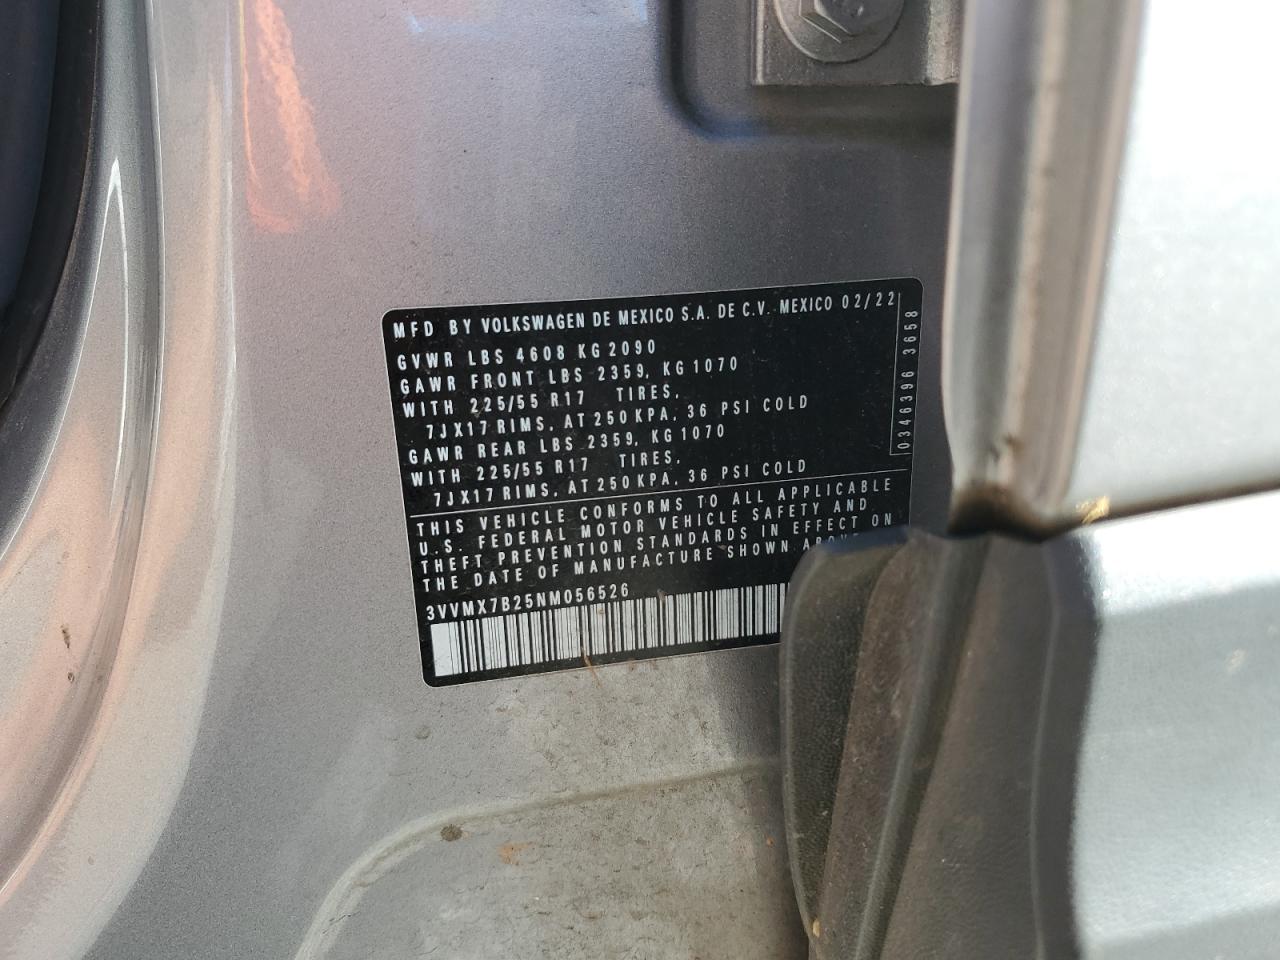 MFD BY VOLKSWAGEN DE MEXICO S.A. DE C.V. MEXICO 02/22
GVWR LBS 4608 KG 2090
GAWR FRONT LBS 2359, KG 1070
WITH 225/55 R17 TIRES,
7JX17 RIMS, AT 250 KPA, 36 PSI COLD
GAWR REAR LBS 2359, KG 1070
WITH 225/55 R17 TIRES,
7JX17 RIMS, AT 250 KPA, 36 PSI COLD
THIS VEHICLE CONFORMS TO ALL APPLICABLE
U.S. FEDERAL MOTOR VEHICLE SAFETY AND
THEFT PREVENTION STANDARDS IN EFFECT ON
THE DATE OF MANUFACTURE SHOWN
3VVMX7B25NM056526
0346396 3658